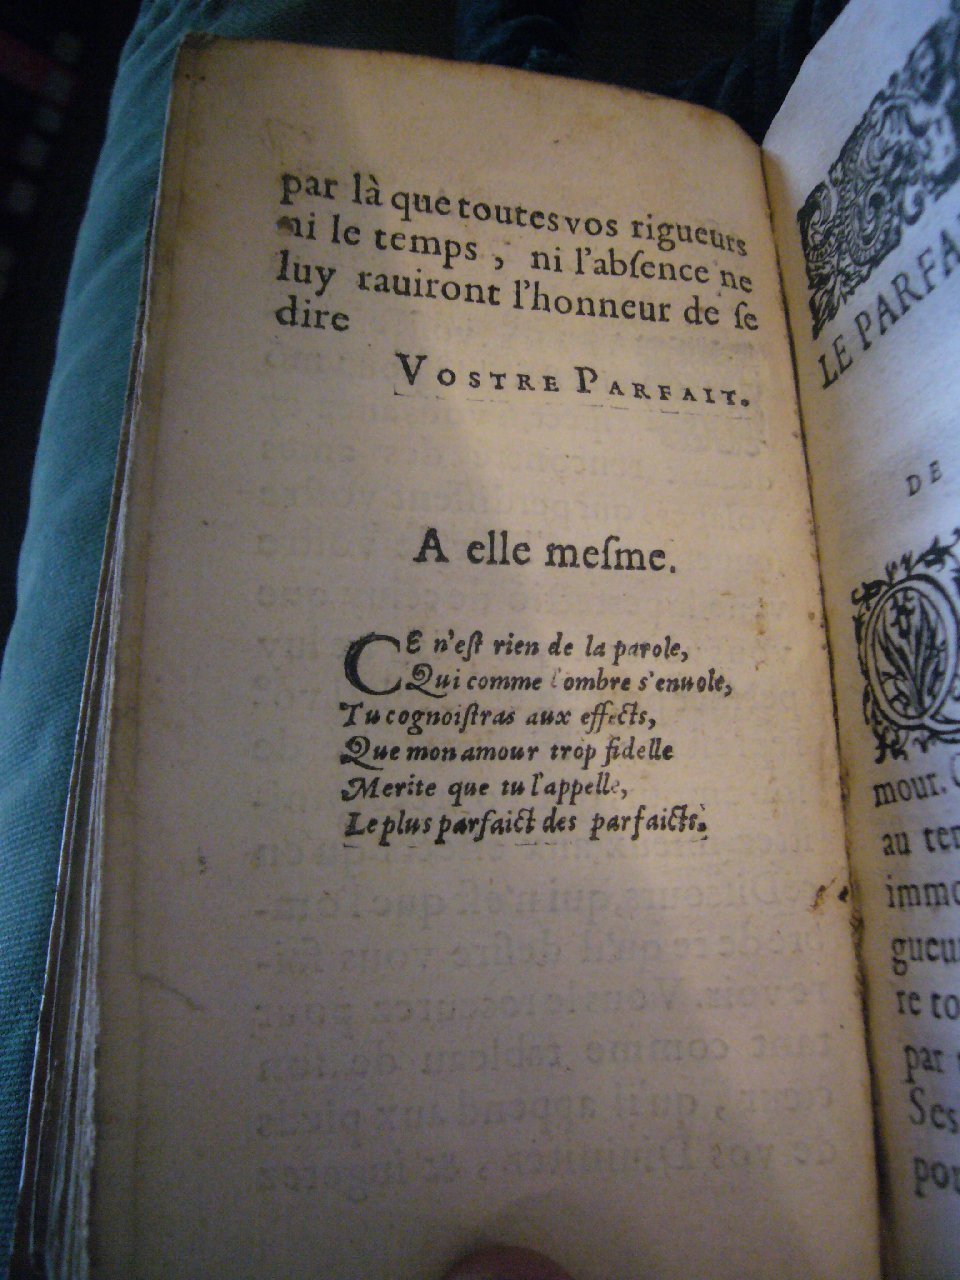 par là que toutes vos rigueurs
ni le temps, ni l'abſence ne
luy rauiront l'honneur de ſe
dire
VOSTRE PARFAIT.
A elle meſme.
CE n'eſt rien de la parole,
Qui comme l'ombre s'enuole,
Tu cognoiſtras aux effects,
Que mon amour trop fidelle
Merite que tu l'appelle,
Le plus parfaict des parfaicts.
LE PARFA
DE
mour.
au
immo
gueu
re to
par
Ses